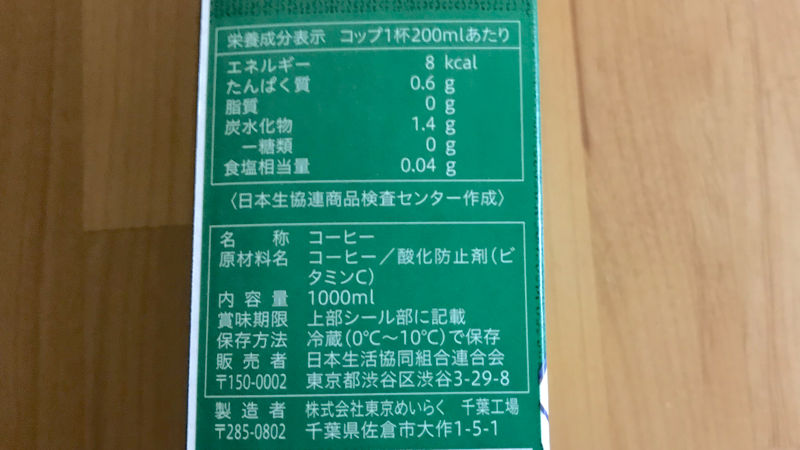 栄養成分表示 コップ1杯200mlあたり
エネルギー 8 kcal
たんぱく質 0.6 g
脂質 0 g
炭水化物 1.4 g
ー糖類 0 g
食塩相当量 0.04 g
〈日本生協連商品検査センター作成〉
名称 コーヒー
原材料名 コーヒー/酸化防止剤(ビ
タミンC)
内容量 1000ml
賞味期限 上部シール部に記載
保存方法 冷蔵(0℃〜10℃)で保存
販売者 日本生活協同組合連合会
〒150-0002 東京都渋谷区渋谷3-29-8
製造者 株式会社東京めいらく 千葉工場
〒285-0802 千葉県佐倉市大作1-5-1